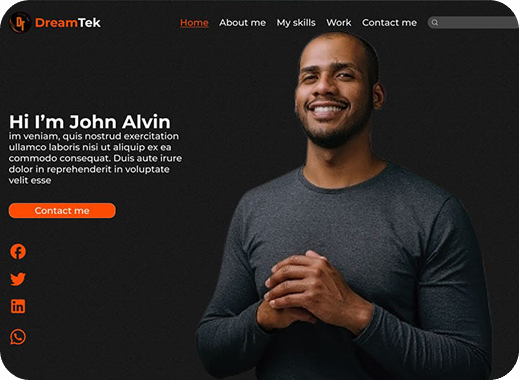 DT DreamTek
Home About me My skills Work Contact me
Hi I'm John Alvin
im veniam, quis nostrud exercitation
ullamco laboris nisi ut aliquip ex ea
commodo consequat. Duis aute irure
dolor in reprehenderit in voluptate
velit esse
Contact me